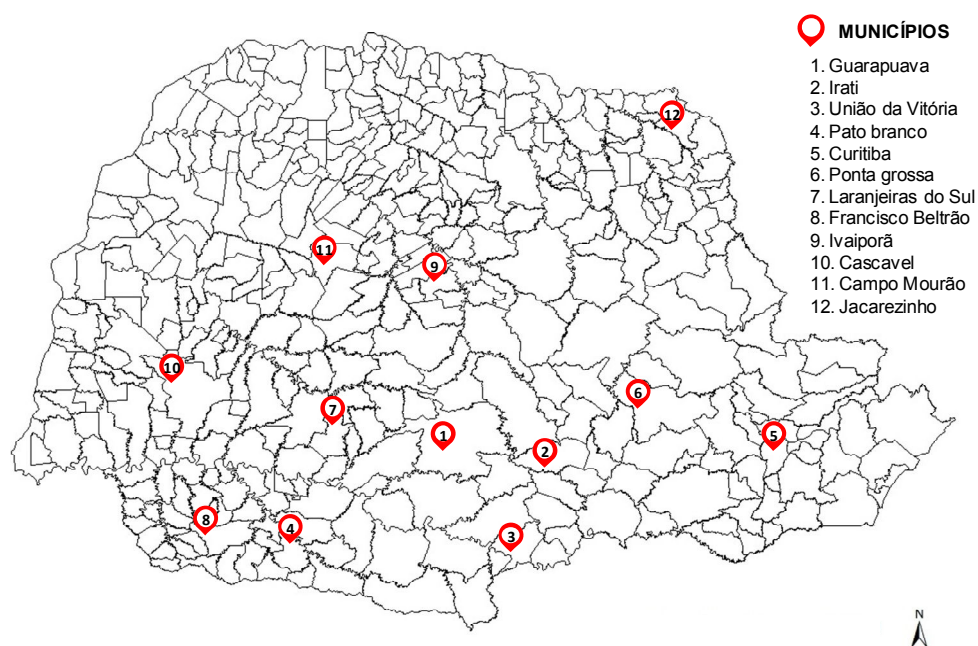 MUNICÍPIOS
1. Guarapuava
2. Irati
3. União da Vitória
4. Pato branco
5. Curitiba
6. Ponta grossa
7. Laranjeiras do Sul
8. Francisco Beltrão
9. Ivaiporã
10. Cascavel
11. Campo Mourão
12. Jacarezinho
12
11
9
10
6
7
1
5
2
8
4
3
N